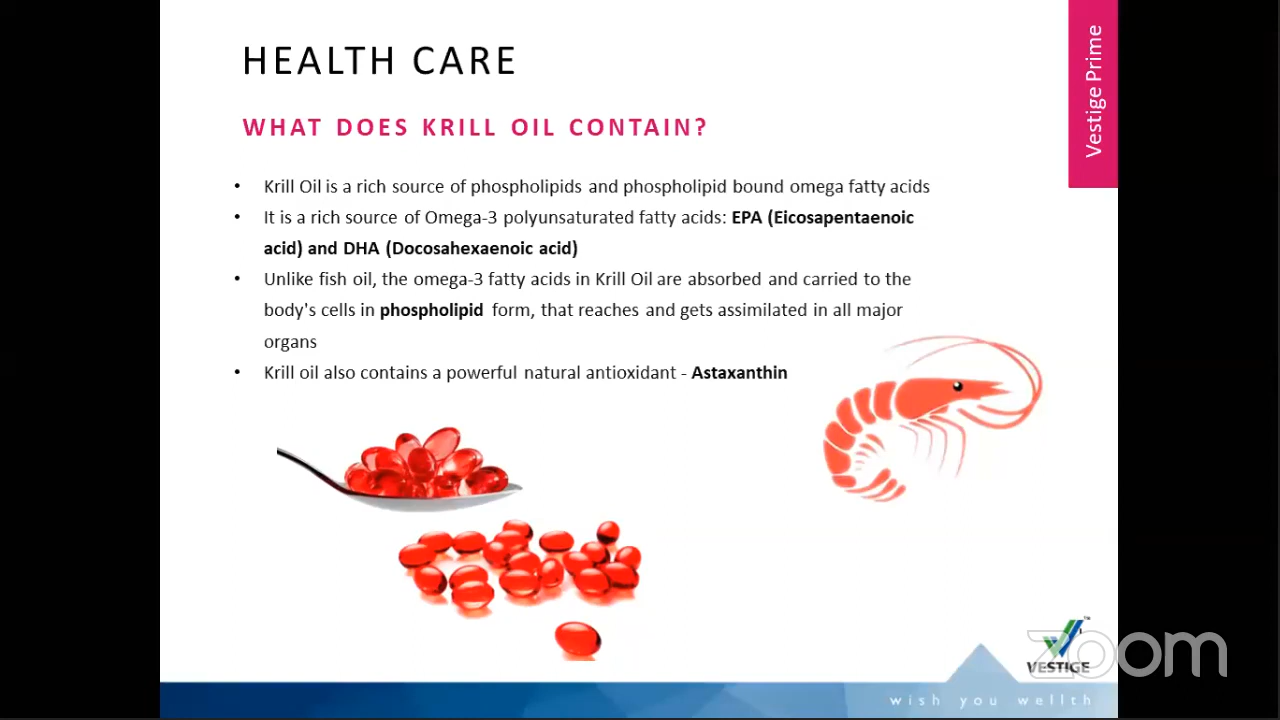 HEALTH CARE
Vestige Prime
WHAT DOES KRILL OIL CONTAIN?
• Krill Oil is a rich source of phospholipids and phospholipid bound omega fatty acids
• It is a rich source of Omega-3 polyunsaturated fatty acids: EPA (Eicosapentaenoic
acid) and DHA (Docosahexaenoic acid)
• Unlike fish oil, the omega-3 fatty acids in Krill Oil are absorbed and carried to the
body's cells in phospholipid form, that reaches and gets assimilated in all major
organs
• Krill oil also contains a powerful natural antioxidant - Astaxanthin
TM
zoom
VESTIGE
wish you wellth